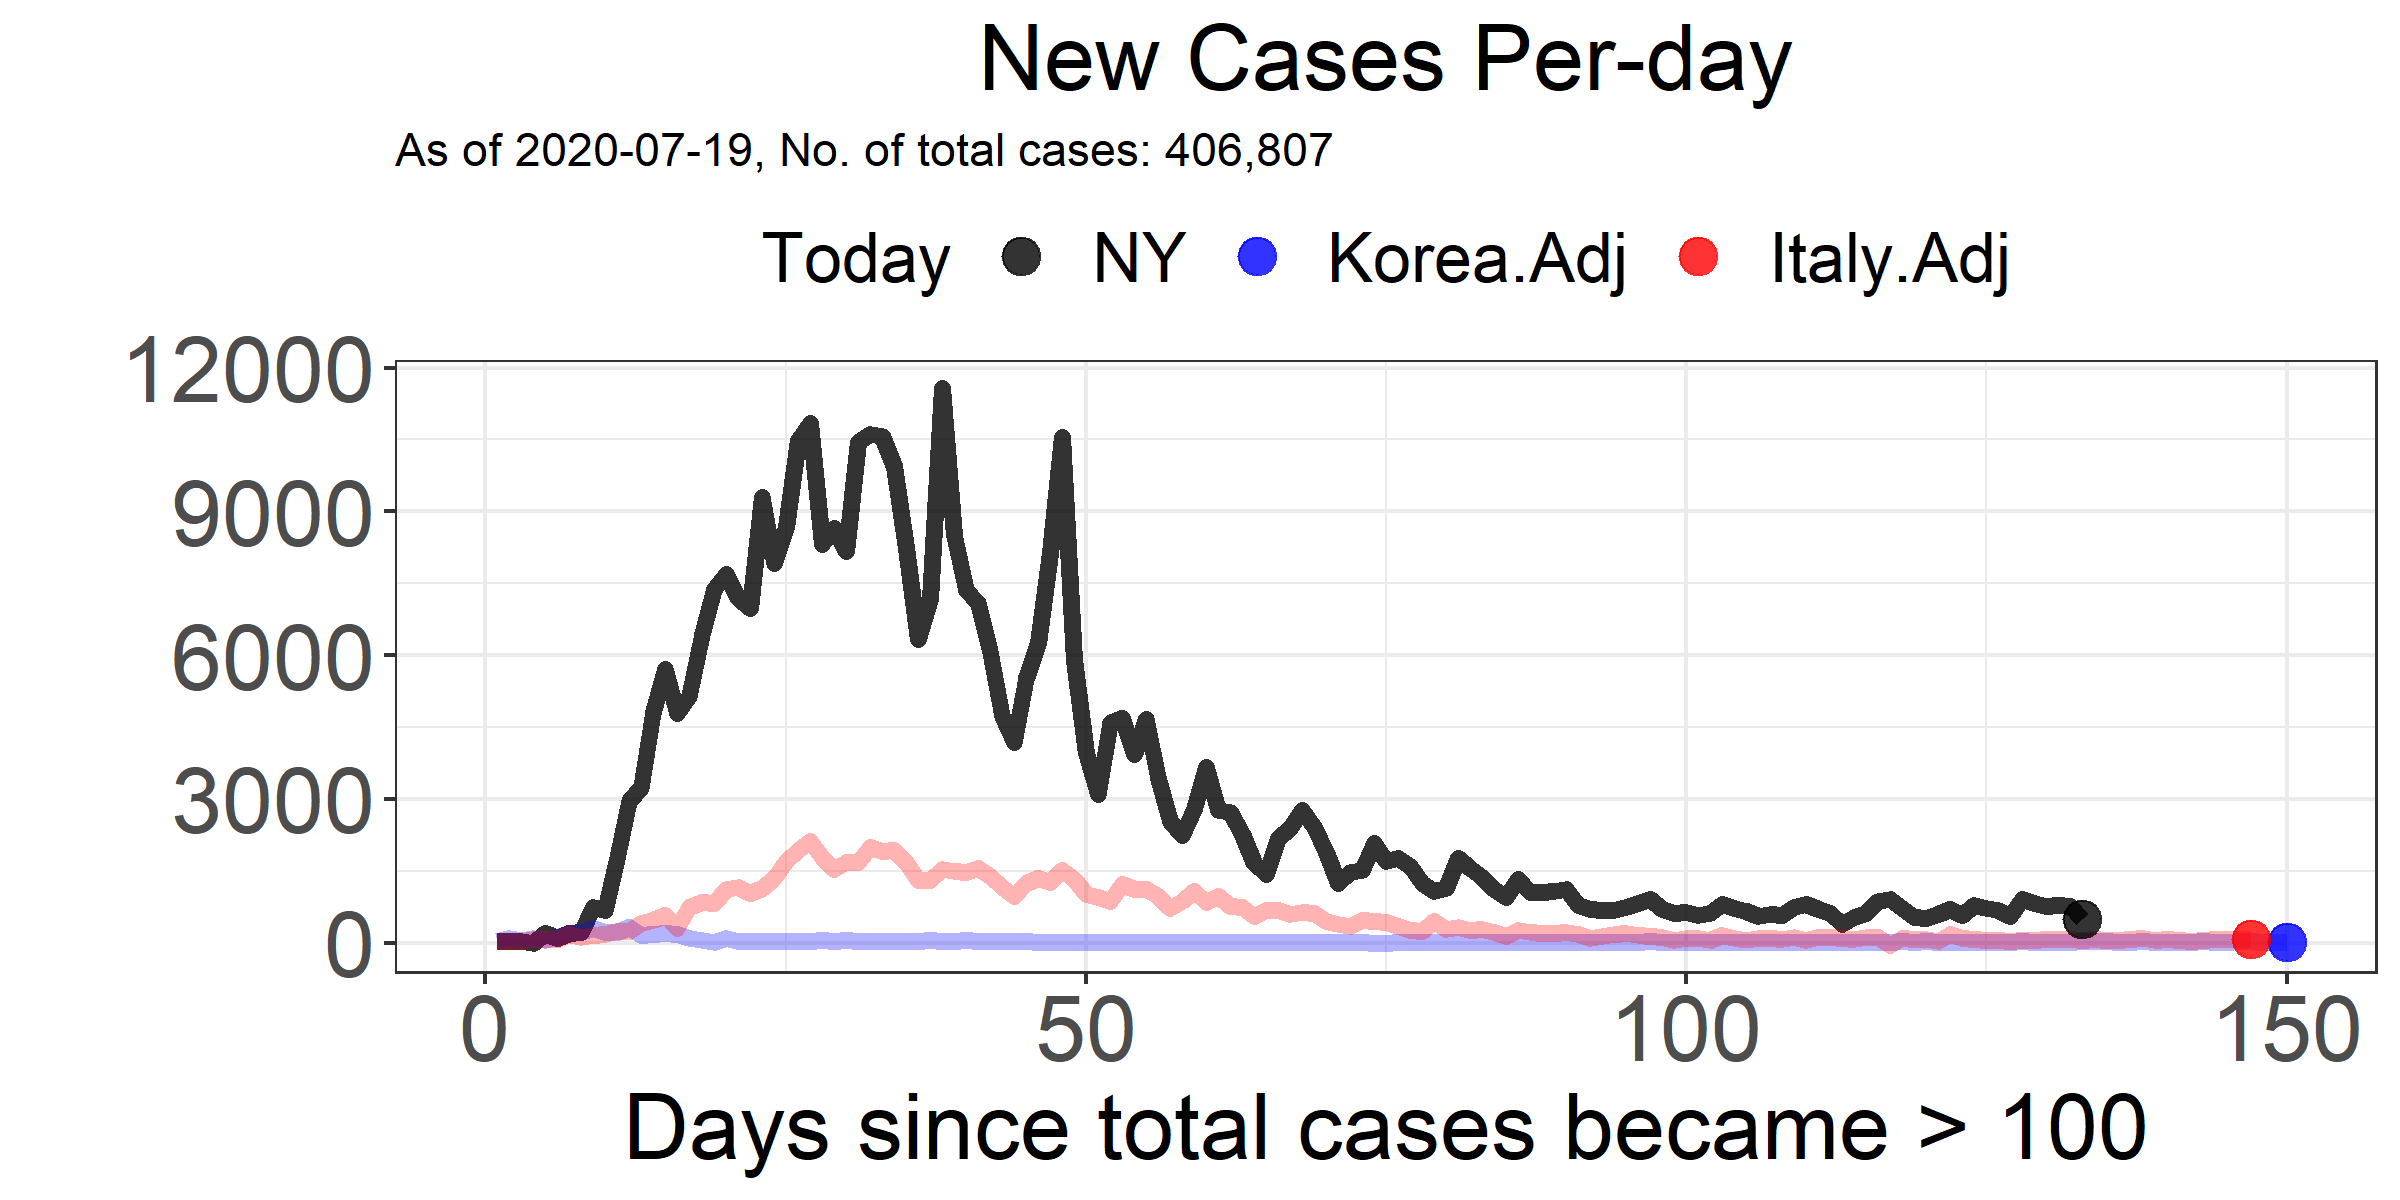 New Cases Per-day
As of 2020-07-19, No. of total cases: 406,807
Today NY Korea.Adj Italy.Adj
12000
9000
6000
3000
0
0 50 100 150
Days since total cases became > 100